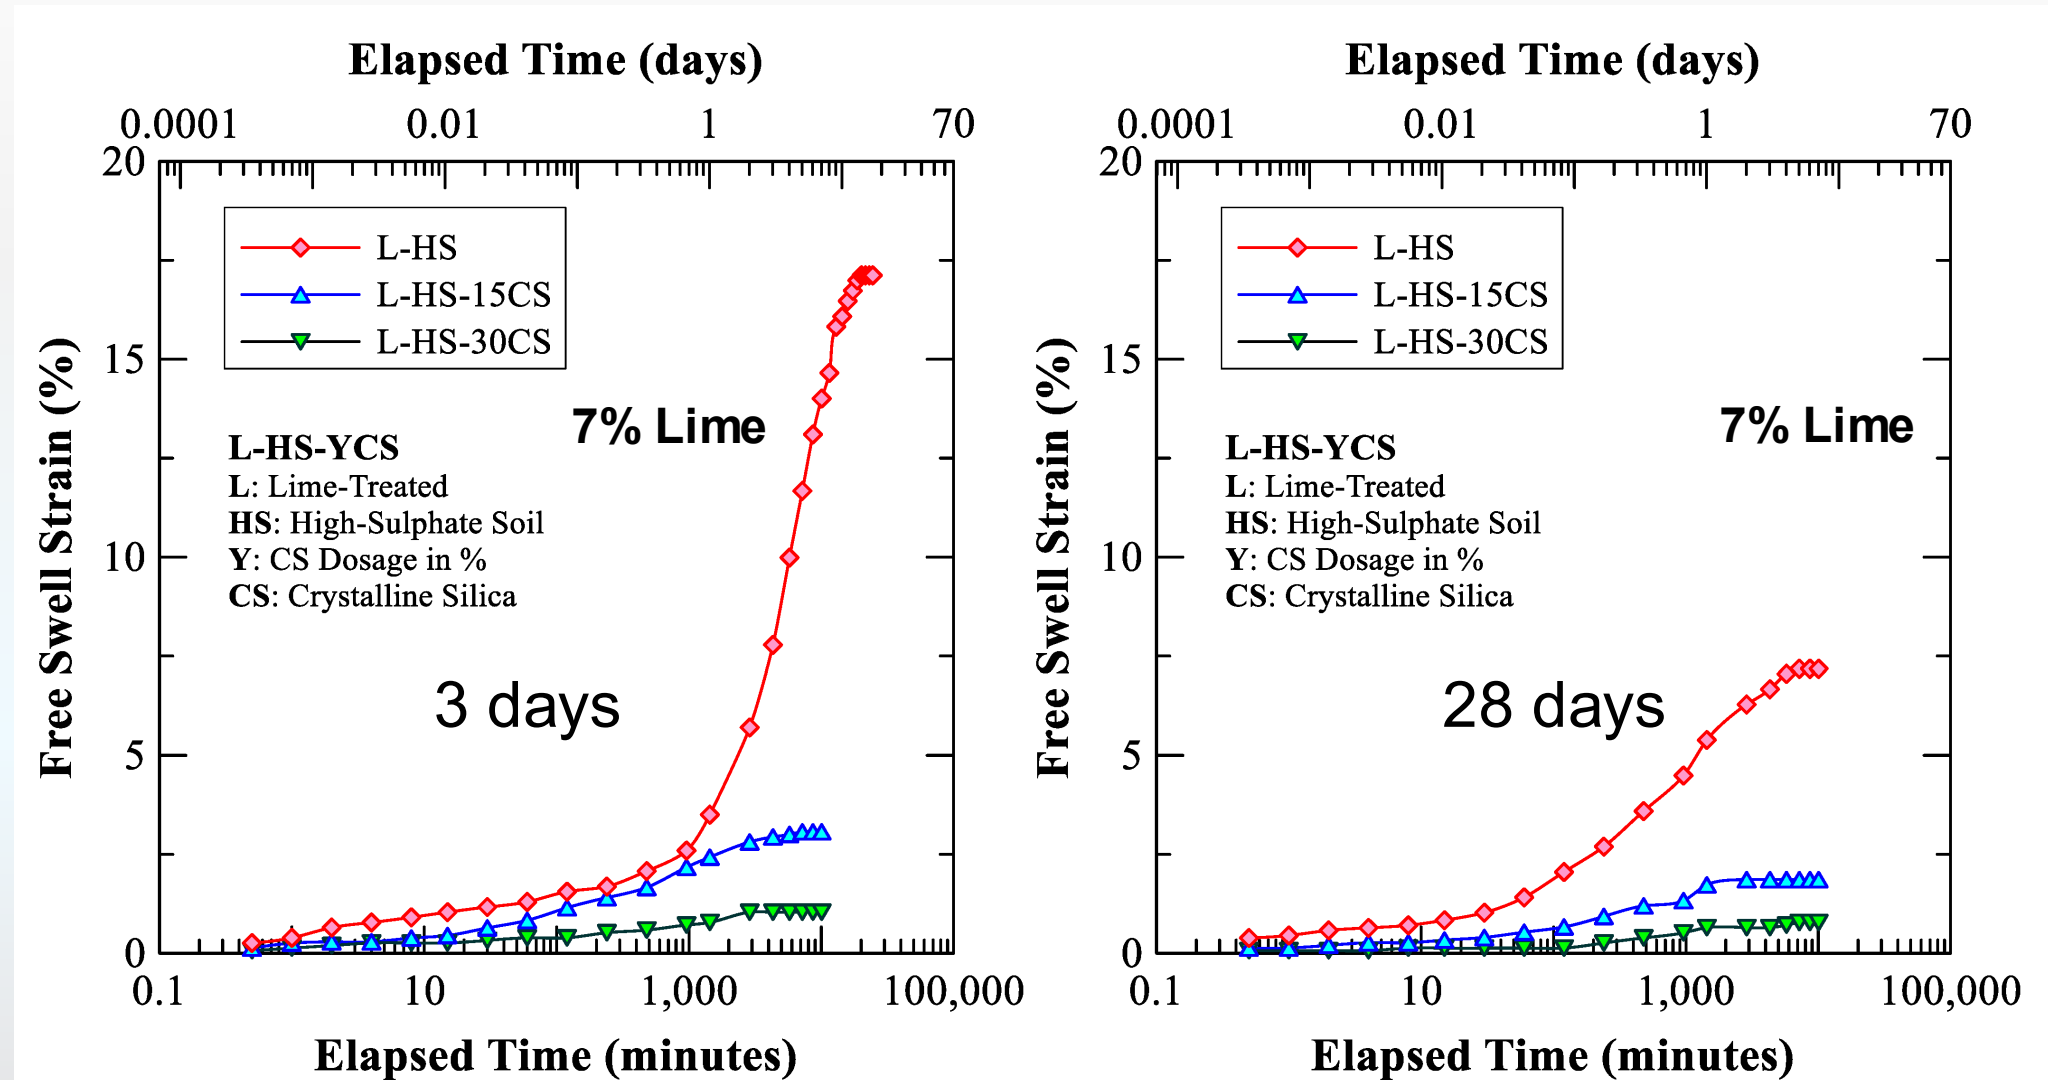 Elapsed Time (days)
0.0001 0.01 1 70
20
15
10
5
0
Free Swell Strain (%)
L-HS
L-HS-15CS
L-HS-30CS
7% Lime
L-HS-YCS
L: Lime-Treated
HS: High-Sulphate Soil
Y: CS Dosage in %
CS: Crystalline Silica
3 days
0.1 10 1,000 100,000
Elapsed Time (minutes)
Elapsed Time (days)
0.0001 0.01 1 70
20
15
10
5
0
Free Swell Strain (%)
L-HS
L-HS-15CS
L-HS-30CS
7% Lime
L-HS-YCS
L: Lime-Treated
HS: High-Sulphate Soil
Y: CS Dosage in %
CS: Crystalline Silica
28 days
0.1 10 1,000 100,000
Elapsed Time (minutes)